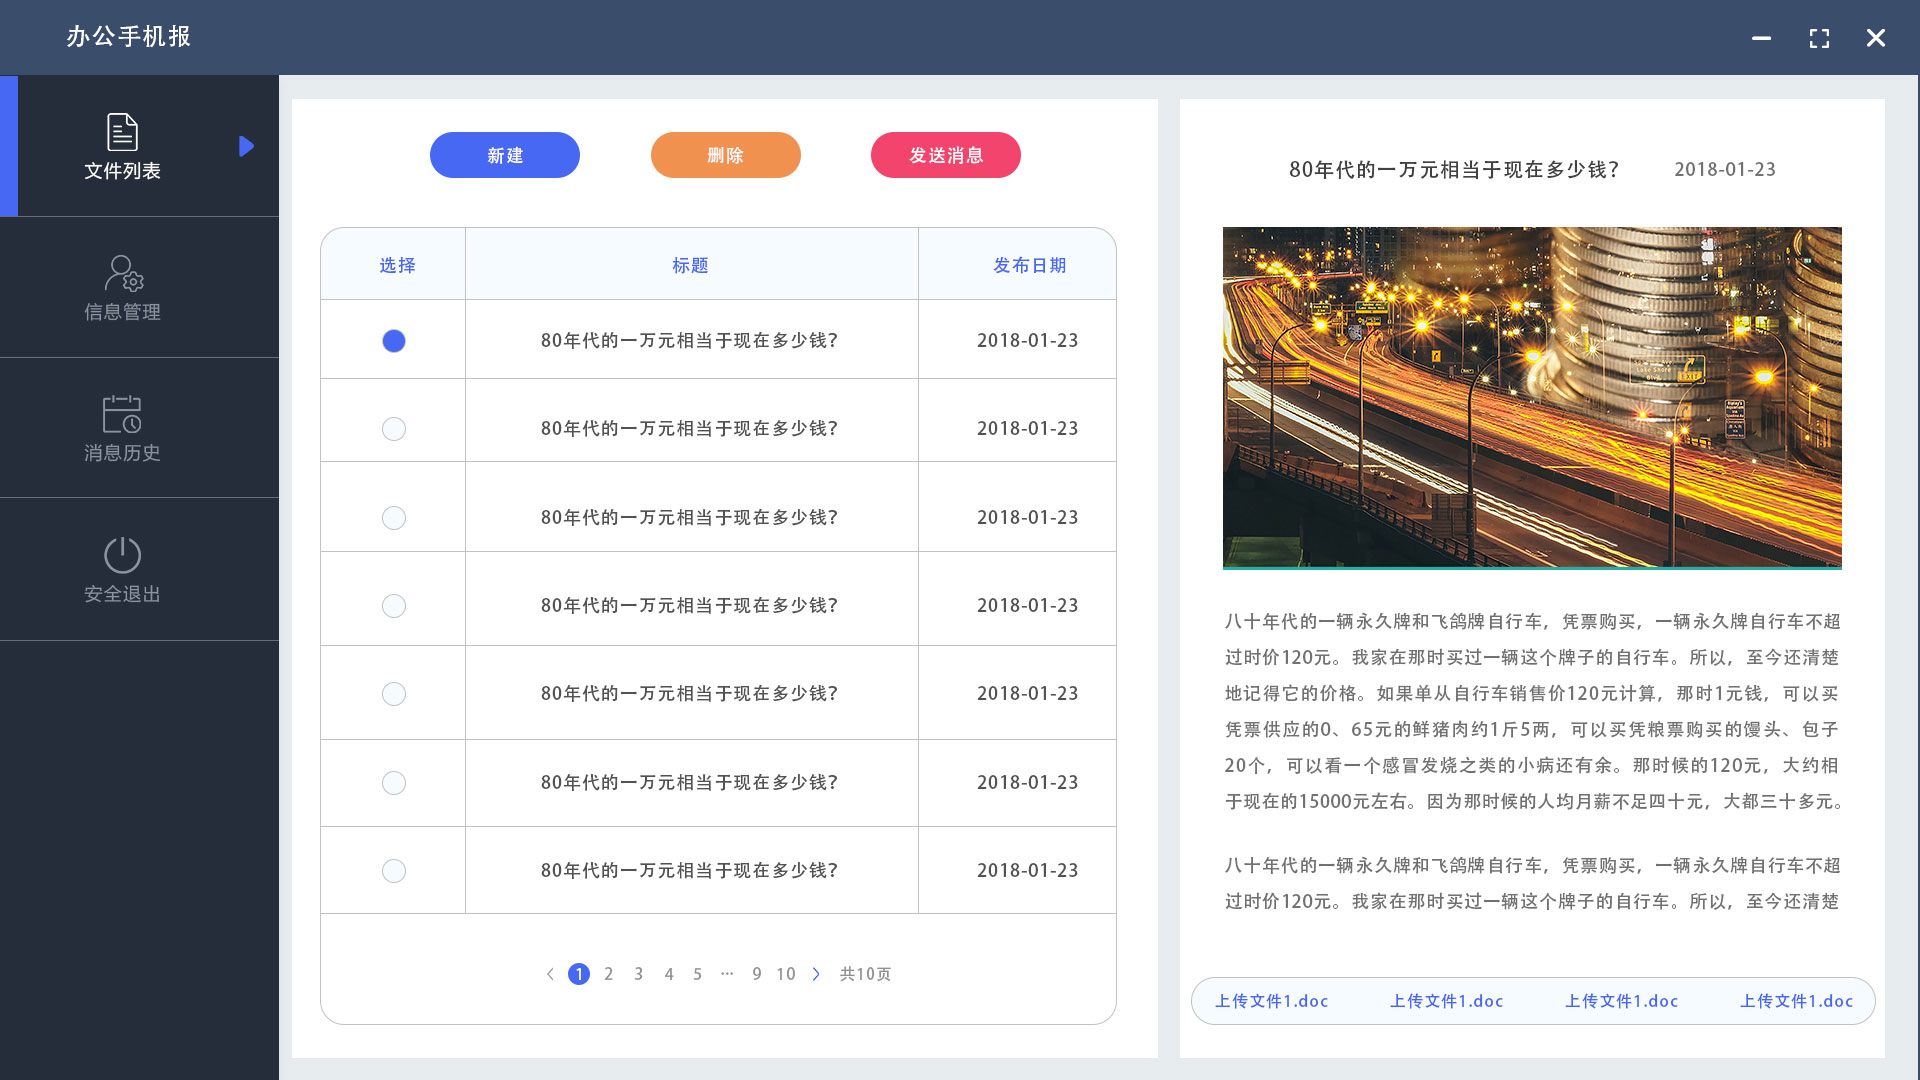 办公手机报
文件列表
信息管理
消息历史
安全退出
新建 删除 发送消息
选择 标题 发布日期
80年代的一万元相当于现在多少钱? 2018-01-23
80年代的一万元相当于现在多少钱? 2018-01-23
80年代的一万元相当于现在多少钱? 2018-01-23
80年代的一万元相当于现在多少钱? 2018-01-23
80年代的一万元相当于现在多少钱? 2018-01-23
80年代的一万元相当于现在多少钱? 2018-01-23
80年代的一万元相当于现在多少钱? 2018-01-23
1 2 3 4 5 ··· 9 10 共10页
80年代的一万元相当于现在多少钱? 2018-01-23
Lake Shore
EXIT
八十年代的一辆永久牌和飞鸽牌自行车，凭票购买，一辆永久牌自行车不超
过时价120元。我家在那时买过一辆这个牌子的自行车。所以，至今还清楚
地记得它的价格。如果单从自行车销售价120元计算，那时1元钱，可以买
凭票供应的0、65元的鲜猪肉约1斤5两，可以买凭粮票购买的馒头、包子
20个，可以看一个感冒发烧之类的小病还有余。那时候的120元，大约相
于现在的15000元左右。因为那时候的人均月薪不足四十元，大都三十多元。
八十年代的一辆永久牌和飞鸽牌自行车，凭票购买，一辆永久牌自行车不超
过时价120元。我家在那时买过一辆这个牌子的自行车。所以，至今还清楚
上传文件1.doc 上传文件1.doc 上传文件1.doc 上传文件1.doc